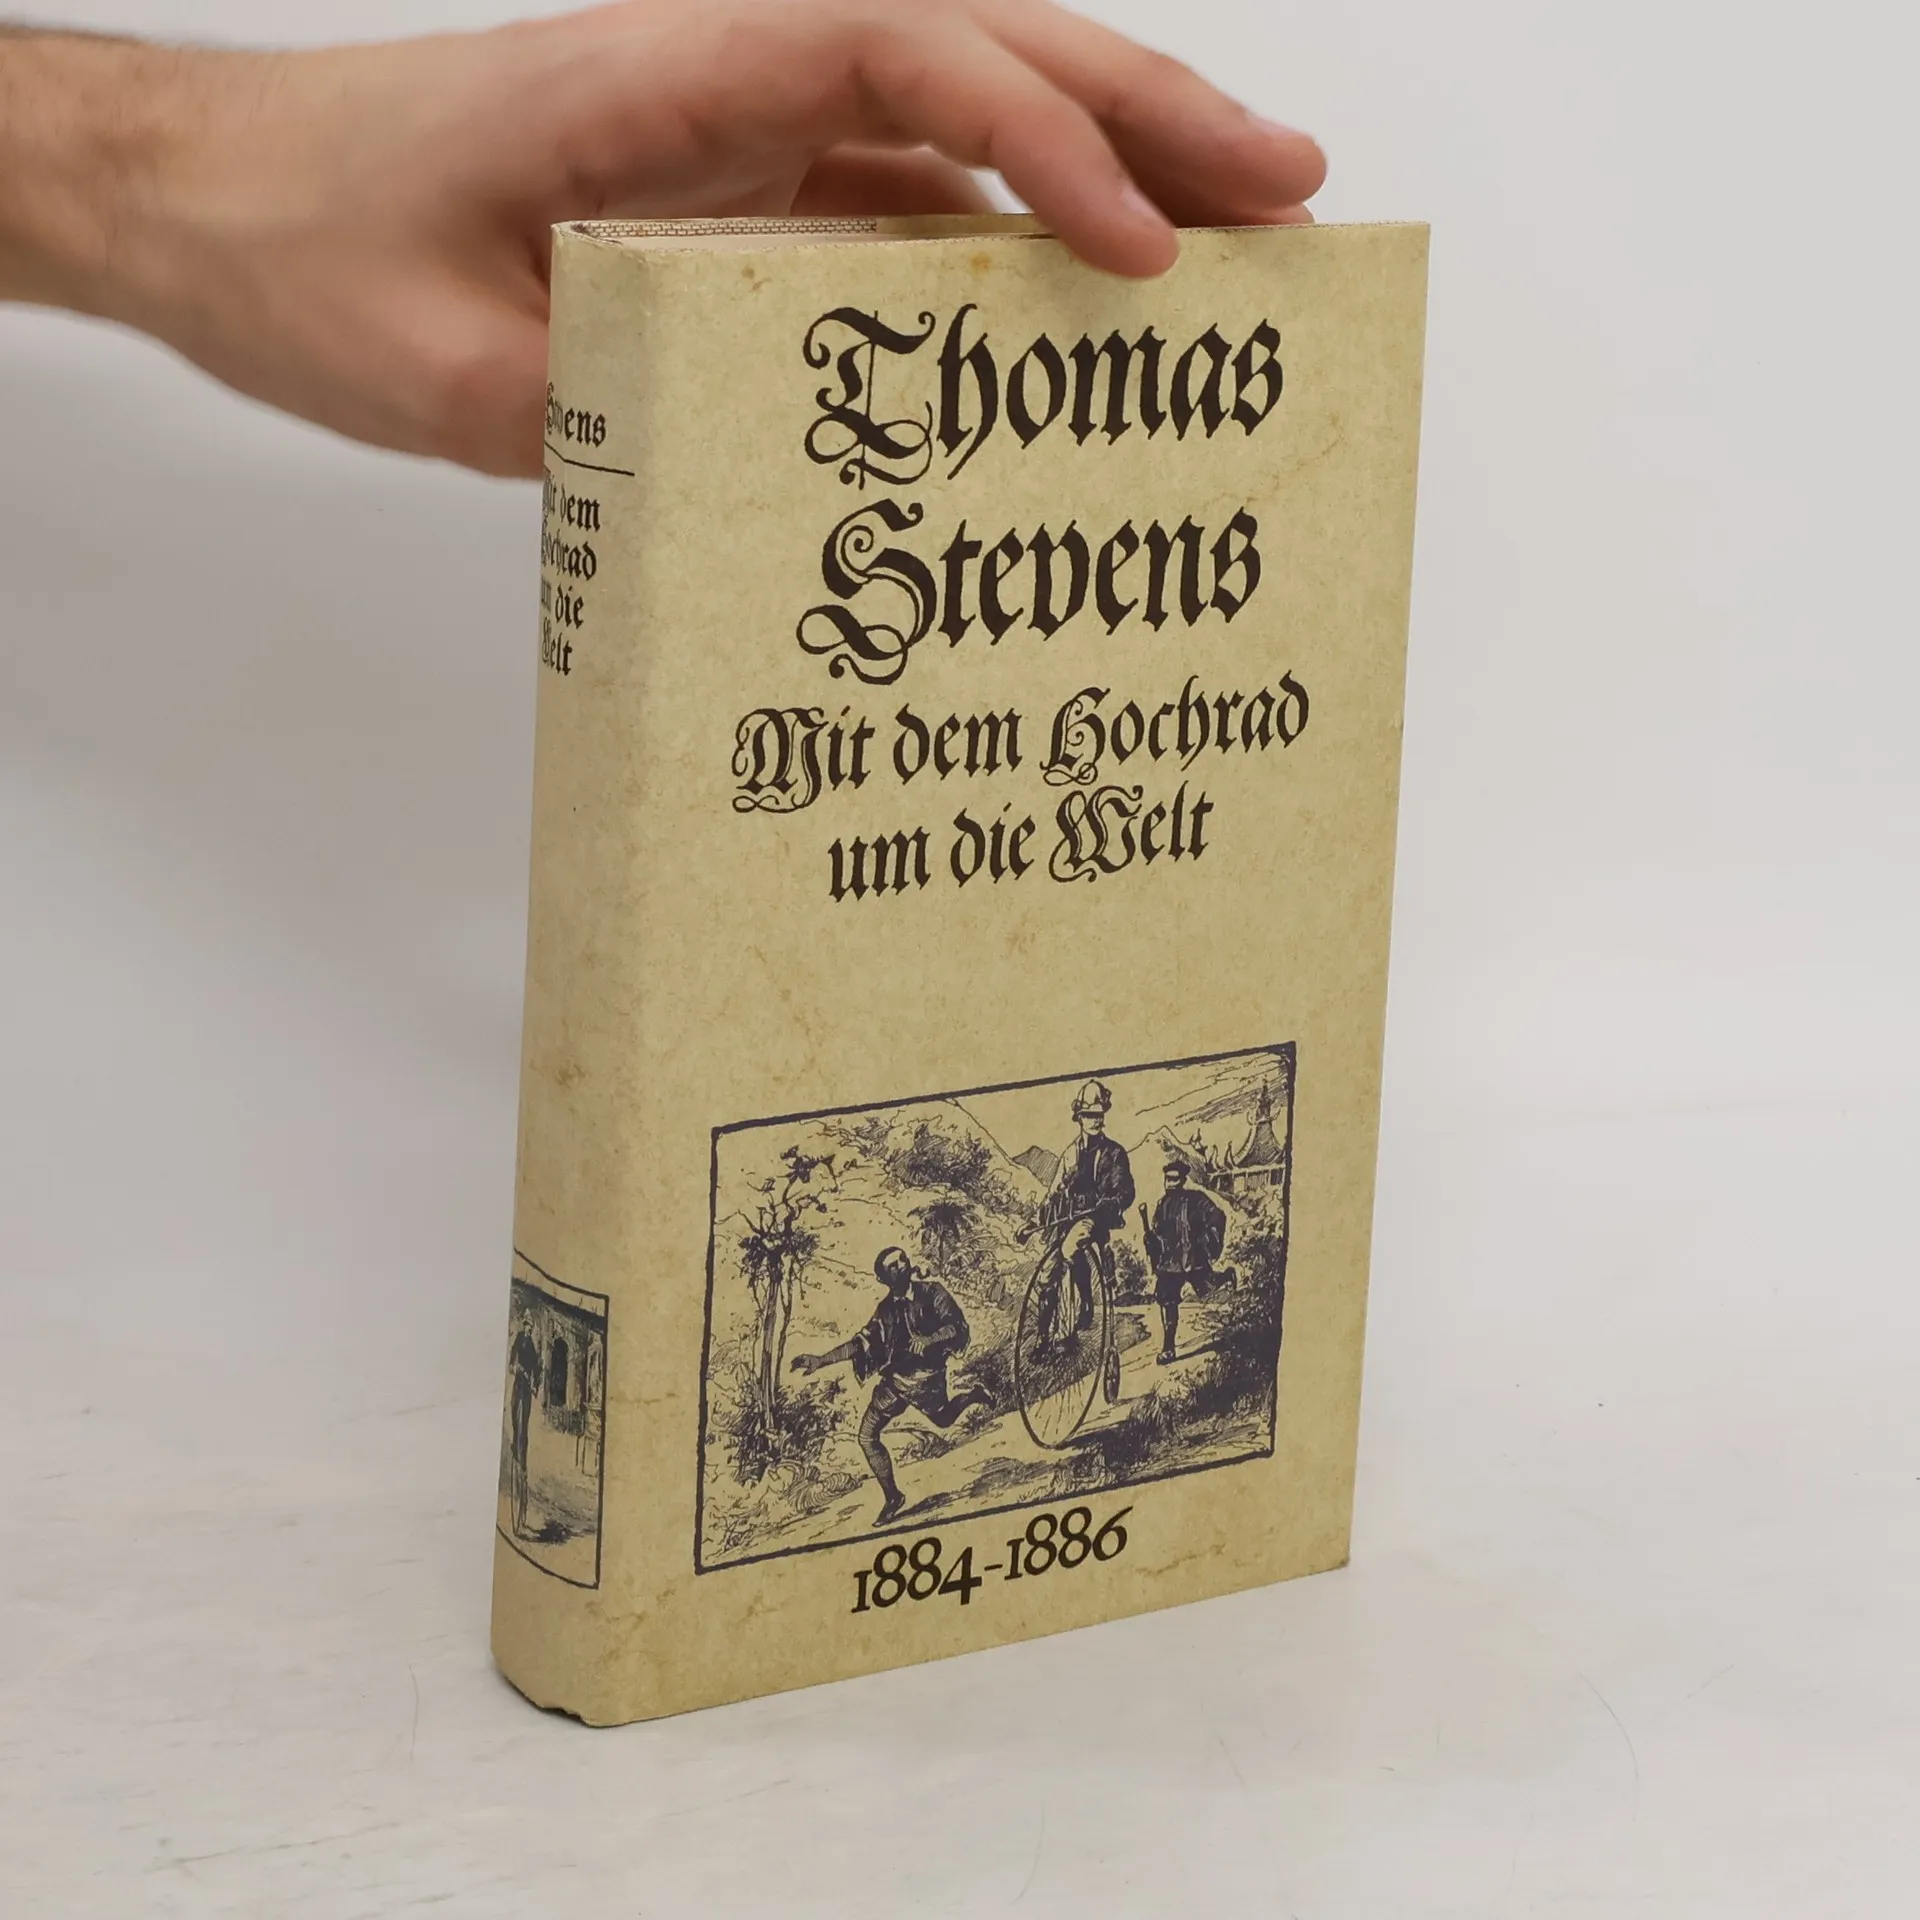 Thomas
Stevens
Mit dem Hochrad
um die Welt
1884-1886
Stevens
Mit dem
Hochrad
um die
Welt